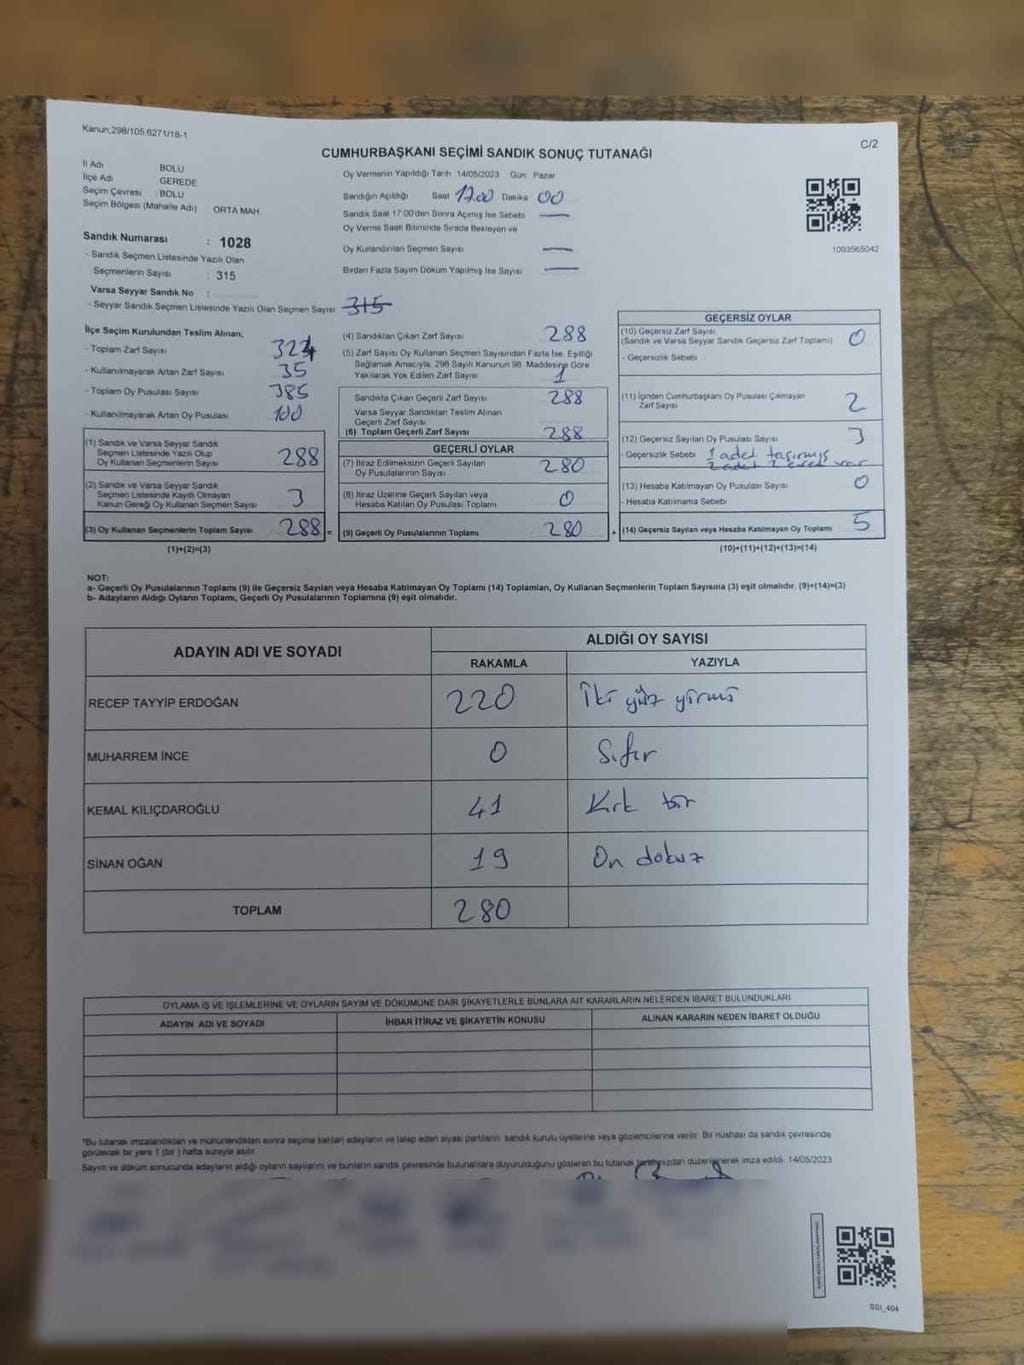 Kanun;298/105.6271/18-1
C/2
CUMHURBAŞKANI SEÇİMİ SANDIK SONUÇ TUTANAĞI
İl Adı BOLU
İlçe Adı GEREDE
Seçim Çevresi : BOLU
Seçim Bölgesi (Mahalle Adı) ORTA MAH.
Sandık Numarası : 1028
- Sandık Seçmen Listesinde Yazılı Olan
Seçmenlerin Sayısı : 315
Varsa Seyyar Sandık No :
- Seyyar Sandık Seçmen Listesinde Yazılı Olan Seçmen Sayısı 315
Oy Vermenin Yapıldığı Tarih 14/05/2023 Gün Pazar
Sandığın Açıldığı Saat 17.00 Dakika 00
Sandık Saat 17:00'den Sonra Açımış İse Sebebi —
Oy Verme Saati Bitiminde Sırada Bekleyen ve
Oy Kullandırılan Seçmen Sayısı —
Birden Fazla Sayım Döküm Yapılmış İse Sayısı —
1093565042
İlçe Seçim Kurulundan Teslim Alınan;
- Toplam Zarf Sayısı
- Kullanılmayarak Artan Zarf Sayısı 35
- Toplam Oy Pusulası Sayısı 385
- Kullanılmayarak Artan Oy Pusulası 100
(1) Sandık ve Varsa Seyyar Sandık
Seçmen Listesinde Yazılı Olup
Oy Kullanan Seçmenlerin Sayısı 288
(2) Sandık ve Varsa Seyyar Sandık
Seçmen Listesinde Kayıtlı Olmayan
Kanun Gereği Oy Kullanan Seçmen Sayısı 3
(3) Oy Kullanan Seçmenlerin Toplam Sayısı 288 =
(1)+(2)=(3)
(4) Sandıktan Çıkan Zarf Sayısı 288
(5) Zarf Sayısı Oy Kullanan Seçmen Sayısından Fazla İse, Eşitliği
Sağlamak Amacıyla, 298 Sayılı Kanunun 98. Maddesine Göre
Yakılarak Yok Edilen Zarf Sayısı 1
Sandıkta Çıkan Geçerli Zarf Sayısı 288
Varsa Seyyar Sandıktan Teslim Alınan
Geçerli Zarf Sayısı
(6) Toplam Geçerli Zarf Sayısı 288
GEÇERLİ OYLAR
(7) İtiraz Edilmeksizin Geçerli Sayılan
Oy Pusulalarının Sayısı 280
(8) İtiraz Üzerine Geçerli Sayılan veya
Hesaba Katılan Oy Pusulası Toplamı 0
(9) Geçerli Oy Pusulalarının Toplamı 280 +
GEÇERSİZ OYLAR
(10) Geçersiz Zarf Sayısı
(Sandık ve Varsa Seyyar Sandık Geçersiz Zarf Toplamı) 0
- Geçersizlik Sebebi
(11) İçinden Cumhurbaşkanı Oy Pusulası Çıkmayan
Zarf Sayısı 2
(12) Geçersiz Sayılan Oy Pusulası Sayısı 3
- Geçersizlik Sebebi 1 adet taşırmış
2 adet 2 evet var
(13) Hesaba Katılmayan Oy Pusulası Sayısı 0
- Hesaba Katılmama Sebebi
(14) Geçersiz Sayılan veya Hesaba Katılmayan Oy Toplamı 5
(10)+(11)+(12)+(13)=(14)
NOT:
a- Geçerli Oy Pusulalarının Toplamı (9) ile Geçersiz Sayılan veya Hesaba Katılmayan Oy Toplamı (14) Toplamları, Oy Kullanan Seçmenlerin Toplam Sayısına (3) eşit olmalıdır. (9)+(14)=(3)
b- Adayların Aldığı Oyların Toplamı, Geçerli Oy Pusulalarının Toplamına (9) eşit olmalıdır.
ADAYIN ADI VE SOYADI ALDIĞI OY SAYISI
RAKAMLA YAZIYLA
RECEP TAYYİP ERDOĞAN 220 İki yüz yirmi
MUHARREM İNCE 0 Sıfır
KEMAL KILIÇDAROĞLU 41 Kırk bir
SİNAN OĞAN 19 On dokuz
TOPLAM 280
OYLAMA İŞ VE İŞLEMLERİNE VE OYLARIN SAYIM VE DÖKÜMÜNE DAİR ŞİKAYETLERLE BUNLARA AİT KARARLARIN NELERDEN İBARET BULUNDUKLARI
ADAYIN ADI VE SOYADI İHBAR İTİRAZ VE ŞİKAYETİN KONUSU ALINAN KARARIN NEDEN İBARET OLDUĞU
*Bu tutanak imzalandıktan ve mühürlendikten sonra seçime katılan adayların ve talep eden siyasi partilerin sandık kurulu üyelerine veya gözlemcilerine verilir. Bir nüshası da sandık çevresinde
görülecek bir yere 1 (bir) hafta süreyle asılır.
Sayım ve döküm sonucunda adayların aldığı oyların sayılarını ve bunların sandık çevresinde bulunanlara duyurulduğunu gösteren bu tutanak tarafımızdan düzenlenerek imza edildi. 14/05/2023
GSI_404